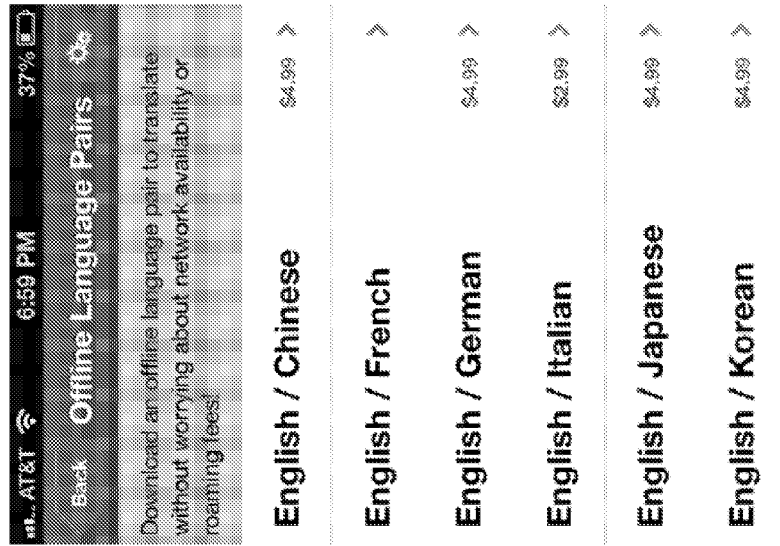 AT&T 6:59 PM 37%
Back Offline Language Pairs
Download an offline language pair to translate
without worrying about network availability or
roaming fees!
English / Chinese $4.99 >
English / French >
English / German $4.99 >
English / Italian $2.99 >
English / Japanese $4.99 >
English / Korean $4.99 >